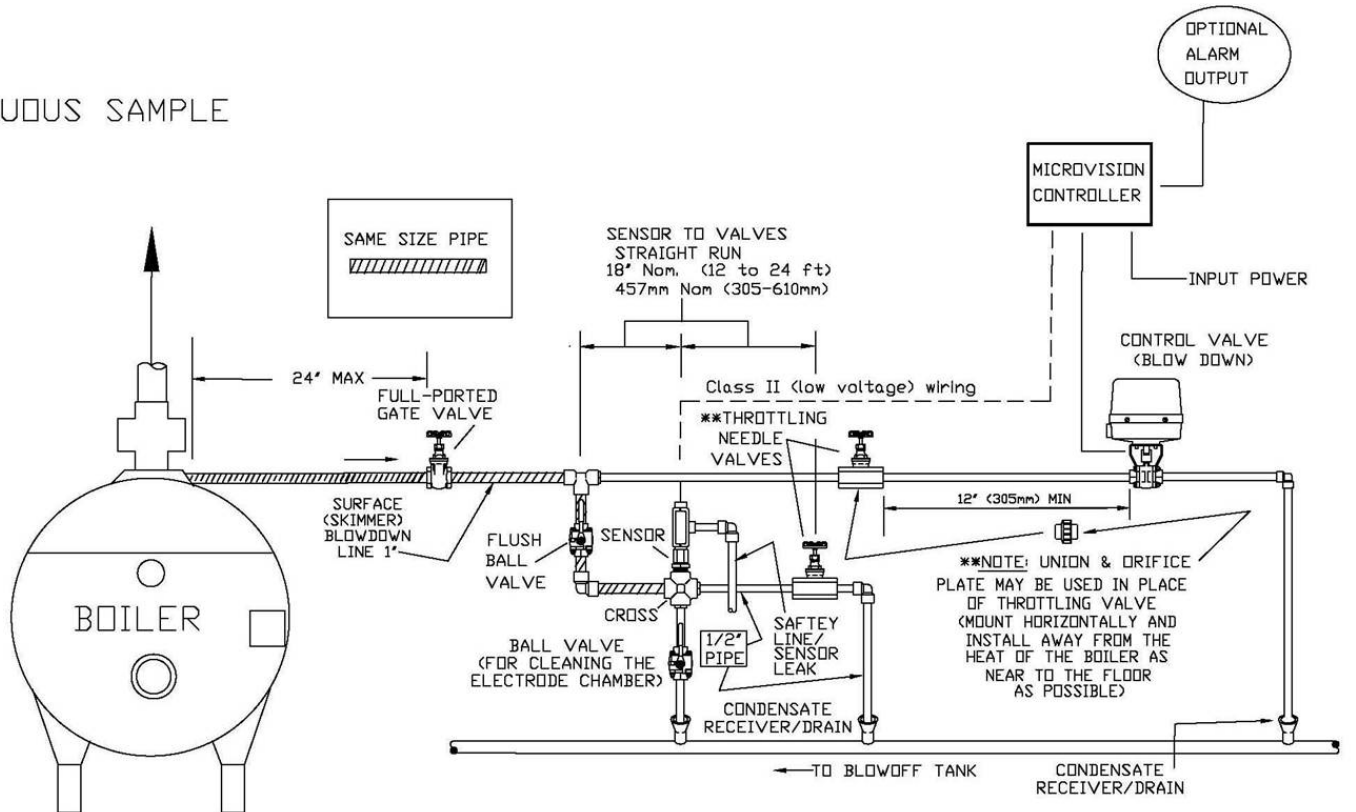 UOUS SAMPLE
OPTIONAL
ALARM
OUTPUT
MICROVISION
CONTROLLER
INPUT POWER
SAME SIZE PIPE
SENSOR TO VALVES
STRAIGHT RUN
18" Nom. (12 to 24 ft)
457mm Nom (305-610mm)
CONTROL VALVE
(BLOW DOWN)
24" MAX
FULL-PORTED
GATE VALVE
Class II (low voltage) wiring
**THROTTLING
NEEDLE
VALVES
12" (305mm) MIN
SURFACE
(SKIMMER)
BLOWDOWN
LINE 1"
FLUSH
BALL
VALVE
SENSOR
CROSS
**NOTE: UNION & ORIFICE
PLATE MAY BE USED IN PLACE
OF THROTTLING VALVE
(MOUNT HORIZONTALLY AND
INSTALL AWAY FROM THE
HEAT OF THE BOILER AS
NEAR TO THE FLOOR
AS POSSIBLE)
BOILER
BALL VALVE
(FOR CLEANING THE
ELECTRODE CHAMBER)
1/2"
PIPE
SAFTEY
LINE/
SENSOR
LEAK
CONDENSATE
RECEIVER/DRAIN
TO BLOWOFF TANK
CONDENSATE
RECEIVER/DRAIN